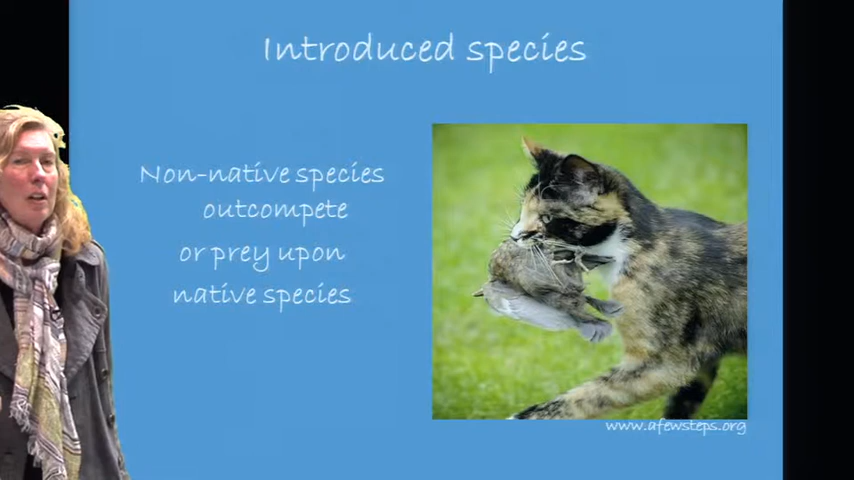 Introduced species
Non-native species
outcompete
or prey upon
native species
www.afewsteps.org